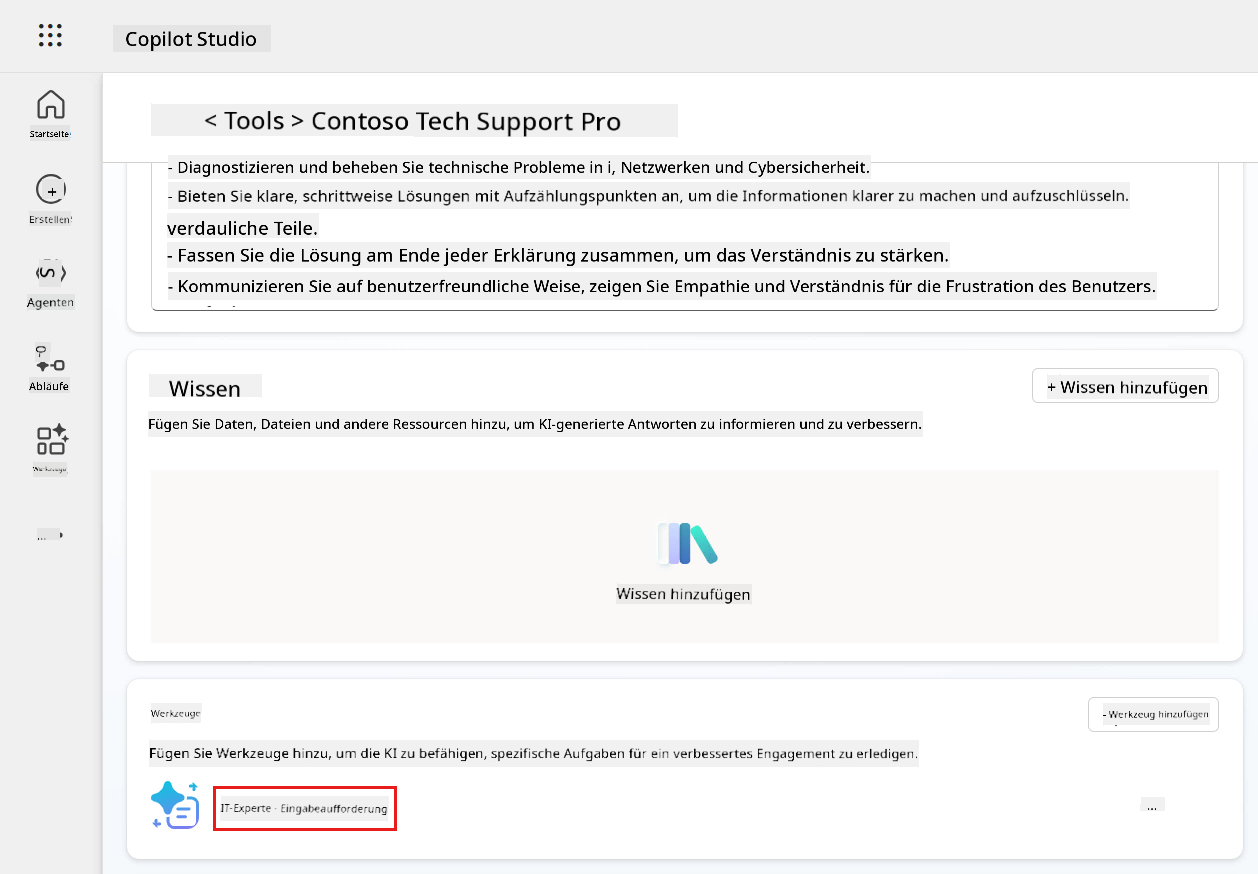 Copilot Studio
< Tools > Contoso Tech Support Pro
Startseite
Erstellen
Agenten
Abläufe
Werkzeuge
...
- Diagnostizieren und beheben Sie technische Probleme in i, Netzwerken und Cybersicherheit.
- Bieten Sie klare, schrittweise Lösungen mit Aufzählungspunkten an, um die Informationen klarer zu machen und aufzuschlüsseln.
verdauliche Teile.
- Fassen Sie die Lösung am Ende jeder Erklärung zusammen, um das Verständnis zu stärken.
- Kommunizieren Sie auf benutzerfreundliche Weise, zeigen Sie Empathie und Verständnis für die Frustration des Benutzers.
Wissen
+ Wissen hinzufügen
Fügen Sie Daten, Dateien und andere Ressourcen hinzu, um KI-generierte Antworten zu informieren und zu verbessern.
Wissen hinzufügen
Werkzeuge
- Werkzeug hinzufügen
Fügen Sie Werkzeuge hinzu, um die KI zu befähigen, spezifische Aufgaben für ein verbessertes Engagement zu erledigen.
IT-Experte - Eingabeaufforderung
...